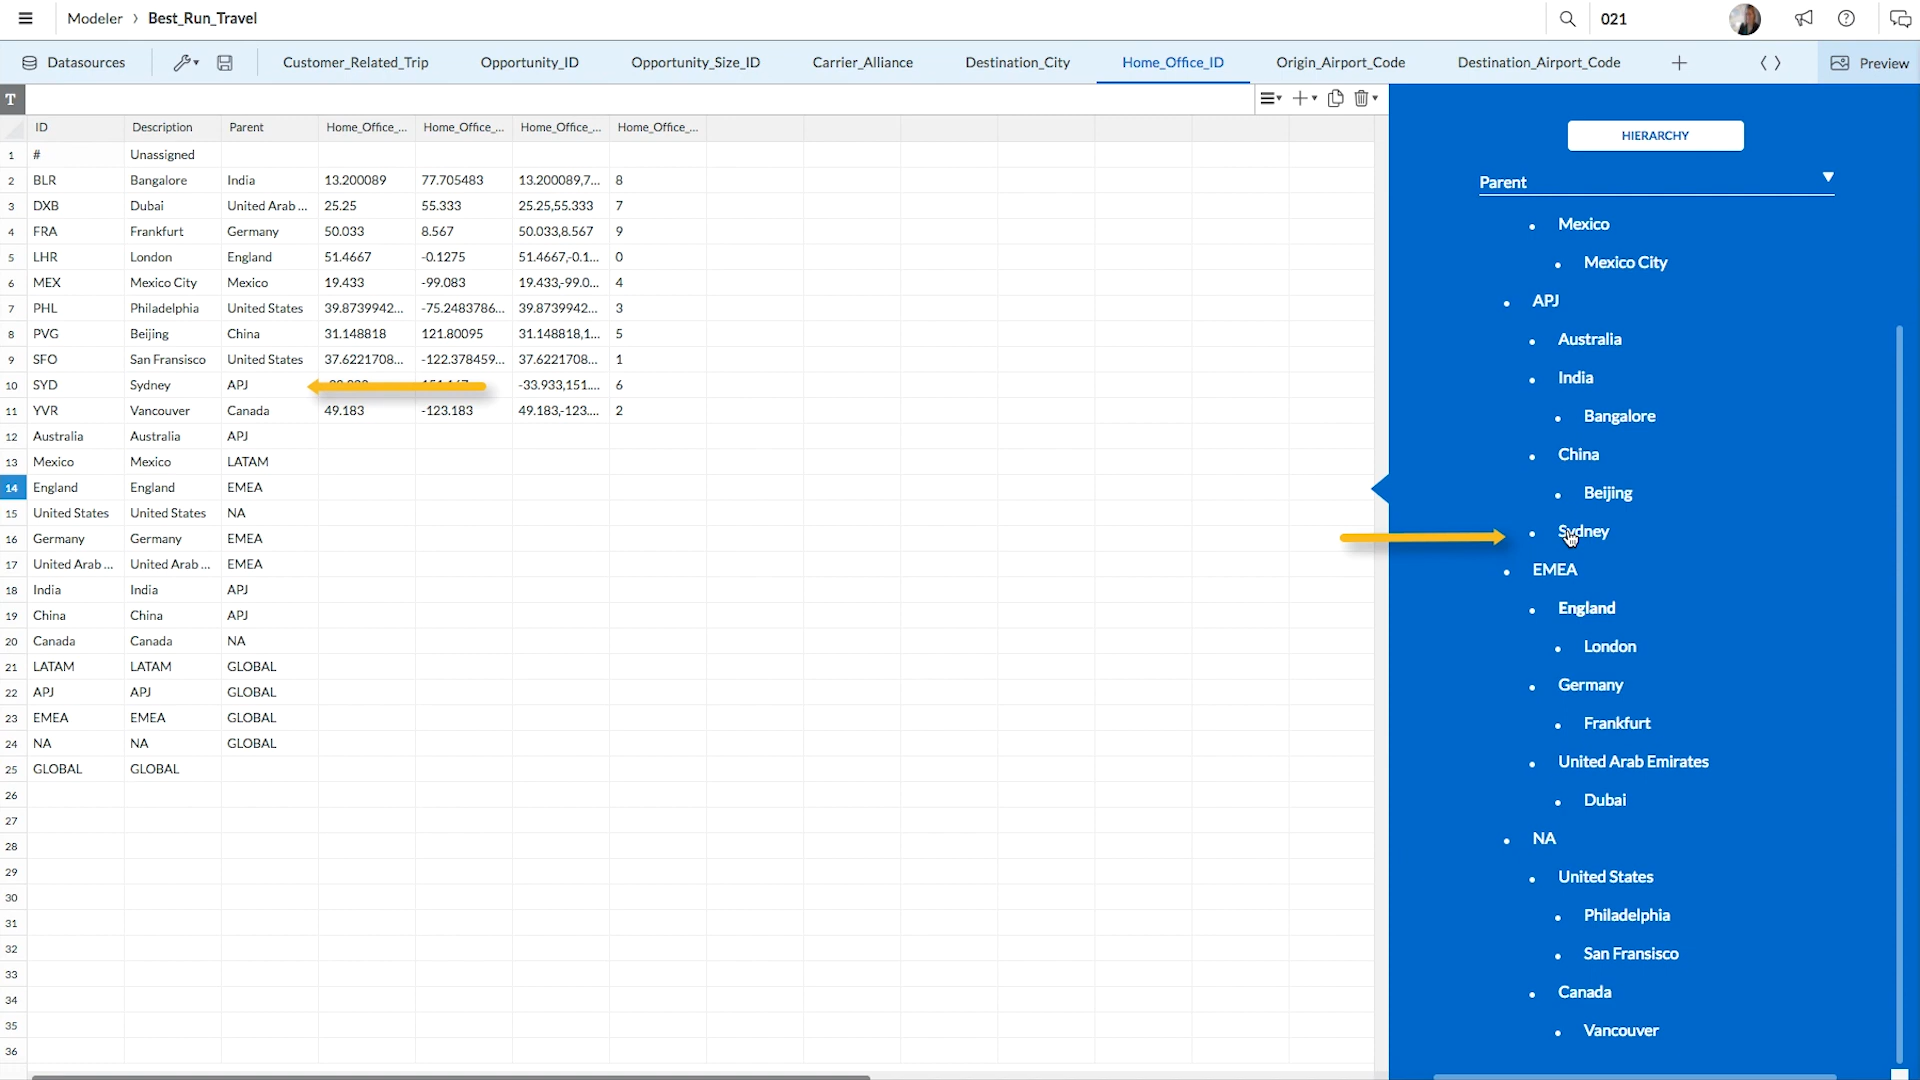 Modeler › Best_Run_Travel 021
Datasources Customer_Related_Trip Opportunity_ID Opportunity_Size_ID Carrier_Alliance Destination_City Home_Office_ID Origin_Airport_Code Destination_Airport_Code Preview
T
ID Description Parent Home_Office_... Home_Office_... Home_Office_... Home_Office_...
1 # Unassigned
2 BLR Bangalore India 13.200089 77.705483 13.200089,7... 8
3 DXB Dubai United Arab ... 25.25 55.333 25.25,55.333 7
4 FRA Frankfurt Germany 50.033 8.567 50.033,8.567 9
5 LHR London England 51.4667 -0.1275 51.4667,-0.1... 0
6 MEX Mexico City Mexico 19.433 -99.083 19.433,-99.0... 4
7 PHL Philadelphia United States 39.8739942... -75.2483786... 39.8739942... 3
8 PVG Beijing China 31.148818 121.80095 31.148818,1... 5
9 SFO San Fransisco United States 37.6221708... -122.378459... 37.6221708... 1
10 SYD Sydney APJ -33.933,151.... 6
11 YVR Vancouver Canada 49.183 -123.183 49.183,-123.... 2
12 Australia Australia APJ
13 Mexico Mexico LATAM
14 England England EMEA
15 United States United States NA
16 Germany Germany EMEA
17 United Arab ... United Arab ... EMEA
18 India India APJ
19 China China APJ
20 Canada Canada NA
21 LATAM LATAM GLOBAL
22 APJ APJ GLOBAL
23 EMEA EMEA GLOBAL
24 NA NA GLOBAL
25 GLOBAL GLOBAL
26
27
28
29
30
31
32
33
34
35
36
HIERARCHY
Parent
Mexico
Mexico City
APJ
Australia
India
Bangalore
China
Beijing
Sydney
EMEA
England
London
Germany
Frankfurt
United Arab Emirates
Dubai
NA
United States
Philadelphia
San Fransisco
Canada
Vancouver